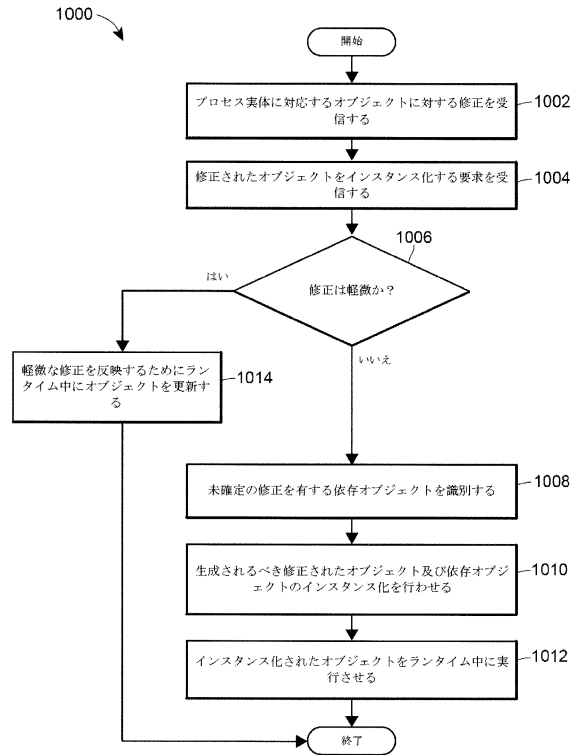 1000
開始
プロセス実体に対応するオブジェクトに対する修正を受
信する
1002
修正されたオブジェクトをインスタンス化する要求を受
信する
1004
1006
修正は軽微か？
はい
いいえ
軽微な修正を反映するためにラン
タイム中にオブジェクトを更新す
る
1014
未確定の修正を有する依存オブジェクトを識別する
1008
生成されるべき修正されたオブジェクト及び依存オブジ
ェクトのインスタンス化を行わせる
1010
インスタンス化されたオブジェクトをランタイム中に実
行させる
1012
終了